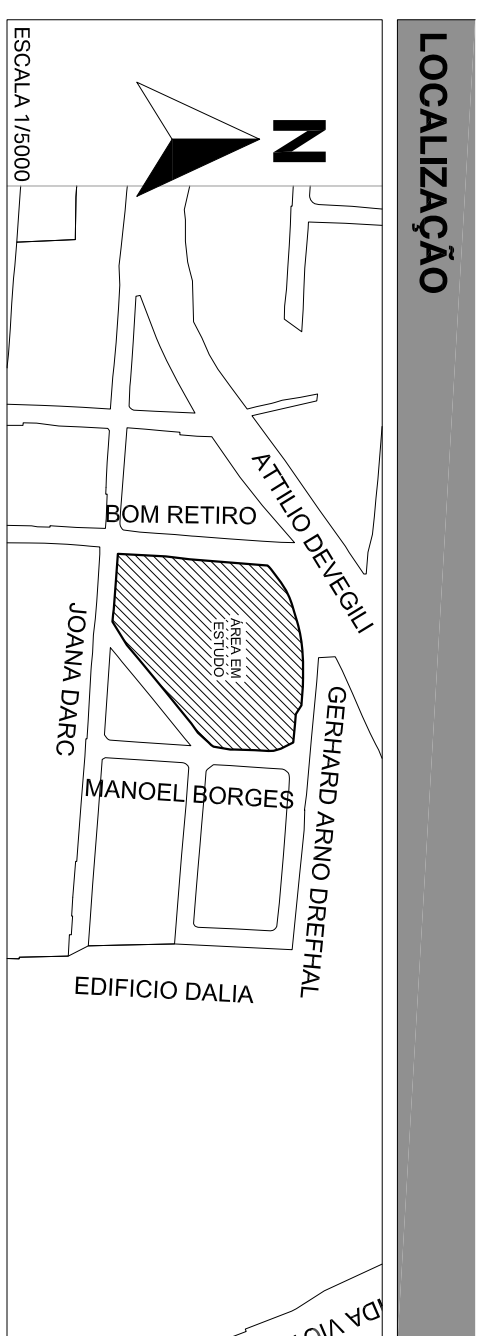 LOCALIZAÇÃO
N
ESCALA 1/5000
ATTILIO DEVEGILI
BOM RETIRO
ÁREA EM
ESTUDO
JOANA DARC
GERHARD ARNO DREFHAL
MANOEL BORGES
EDIFICIO DALIA